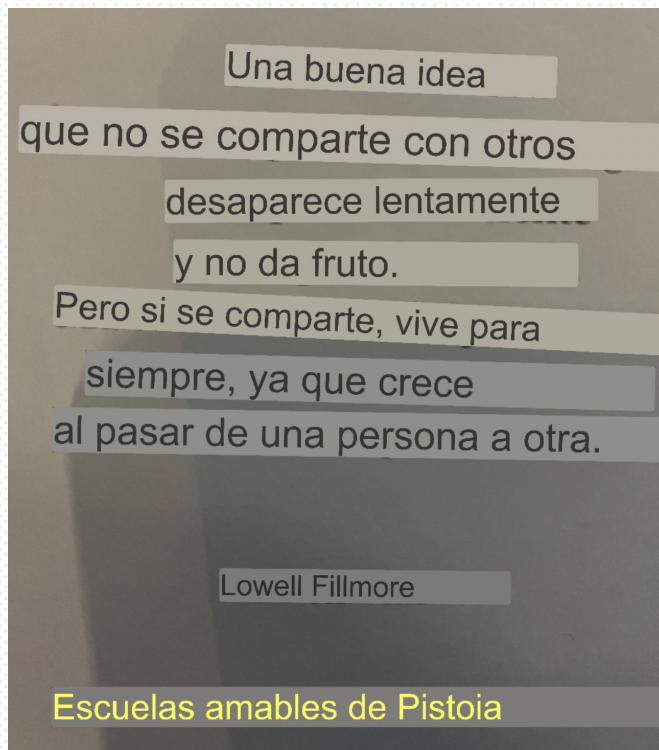 Una buena idea
que no se comparte con otros
desaparece lentamente
y no da fruto.
Pero si se comparte, vive para
siempre, ya que crece
al pasar de una persona a otra.
Lowell Fillmore
Escuelas amables de Pistoia